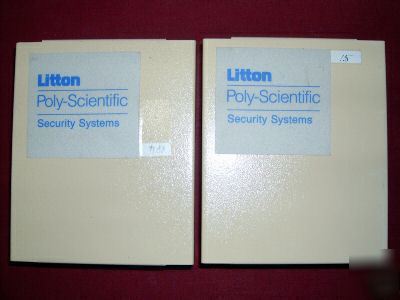 Litton
Poly-Scientific
Security Systems
Litton
Poly-Scientific
Security Systems